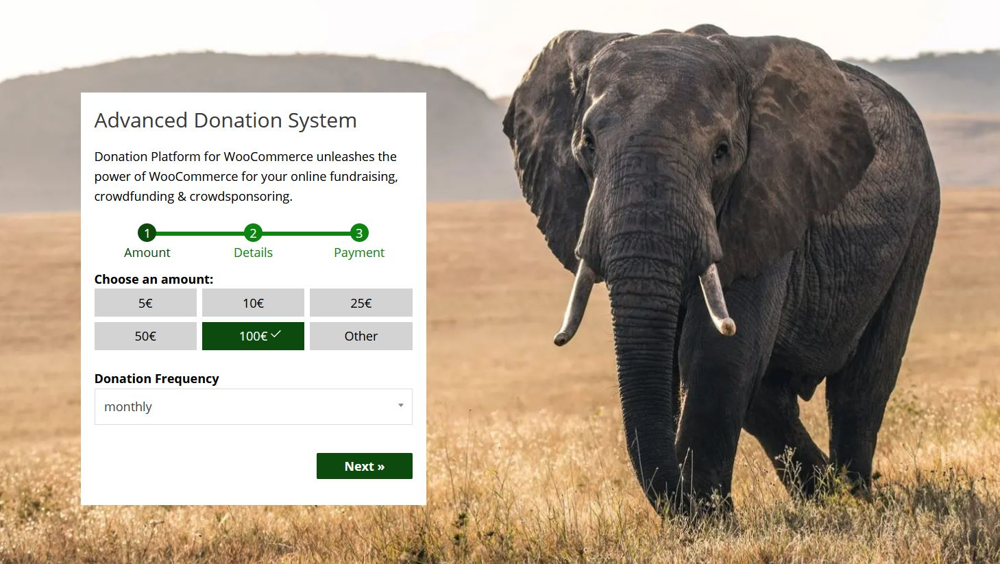 Advanced Donation System
Donation Platform for WooCommerce unleashes the
power of WooCommerce for your online fundraising,
crowdfunding & crowdsponsoring.
1 2 3
Amount Details Payment
Choose an amount:
5€ 10€ 25€
50€ 100€ Other
Donation Frequency
monthly
Next »